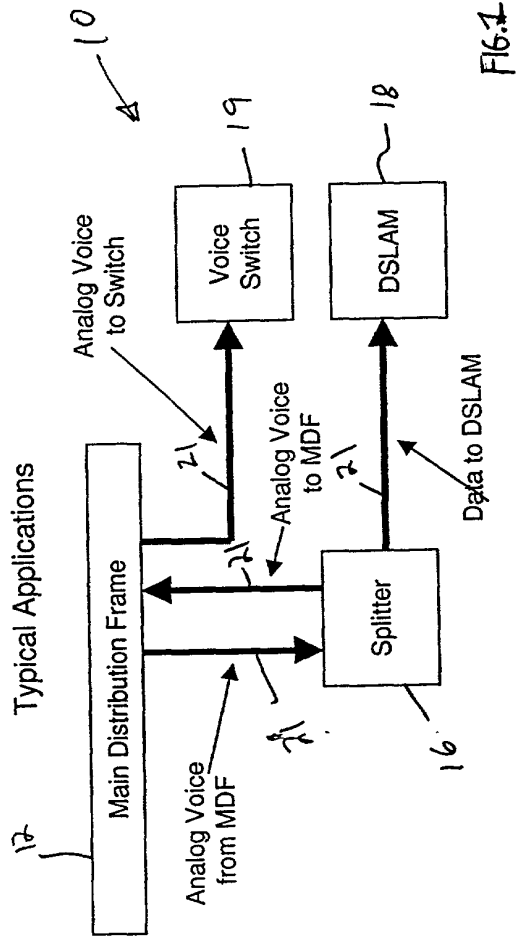 Typical Applications
12
Main Distribution Frame
10
Analog Voice
to Switch
21
Voice
Switch
19
Analog Voice
from MDF
21
21
Analog Voice
to MDF
Splitter
16
21
Data to DSLAM
DSLAM
18
FIG.1